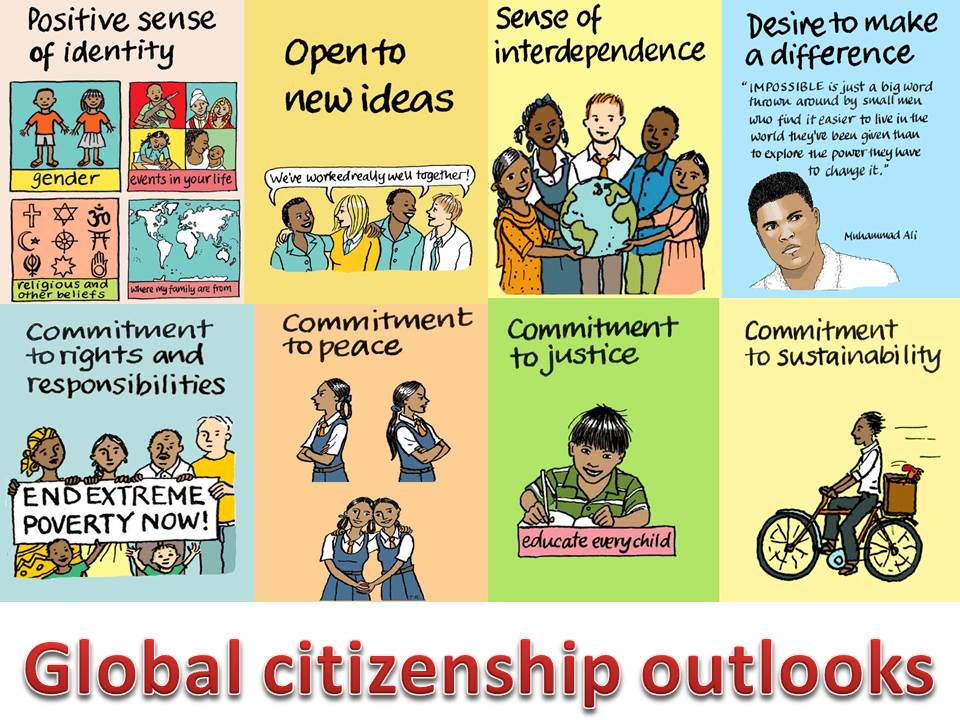 Positive sense
of identity
gender
events in your life
religious and
other beliefs
where my family are from
Open to
new ideas
We've worked really well together!
Sense of
interdependence
Desire to make
a difference
"IMPOSSIBLE is just a big word
thrown around by small men
who find it easier to live in the
world they've been given than
to explore the power they have
to change it."
Muhammad Ali
Commitment
to rights and
responsibilities
END EXTREME
POVERTY NOW!
Commitment
to peace
Commitment
to justice
educate every child
Commitment
to sustainability
Global citizenship outlooks